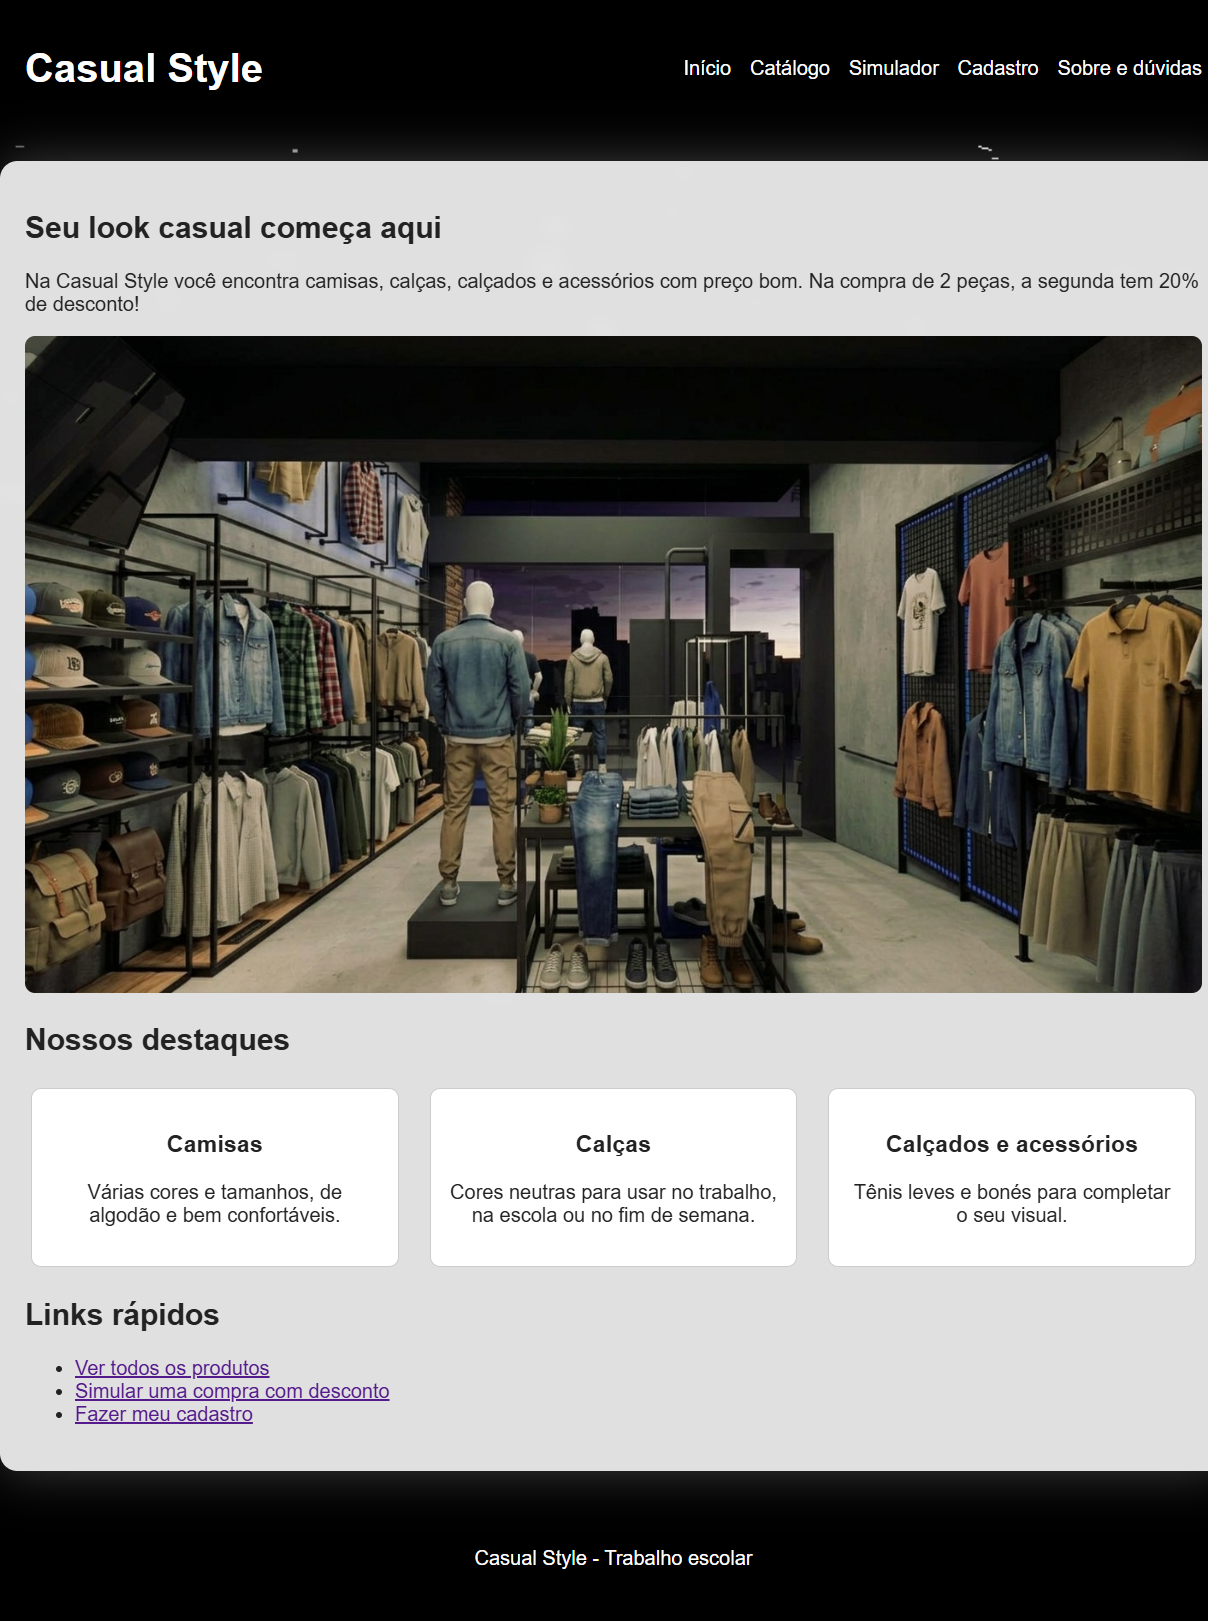 Casual Style
Início Catálogo Simulador Cadastro Sobre e dúvidas
Seu look casual começa aqui
Na Casual Style você encontra camisas, calças, calçados e acessórios com preço bom. Na compra de 2 peças, a segunda tem 20%
de desconto!
Nossos destaques
Camisas
Várias cores e tamanhos, de
algodão e bem confortáveis.
Calças
Cores neutras para usar no trabalho,
na escola ou no fim de semana.
Calçados e acessórios
Tênis leves e bonés para completar
o seu visual.
Links rápidos
Ver todos os produtos
Simular uma compra com desconto
Fazer meu cadastro
Casual Style - Trabalho escolar